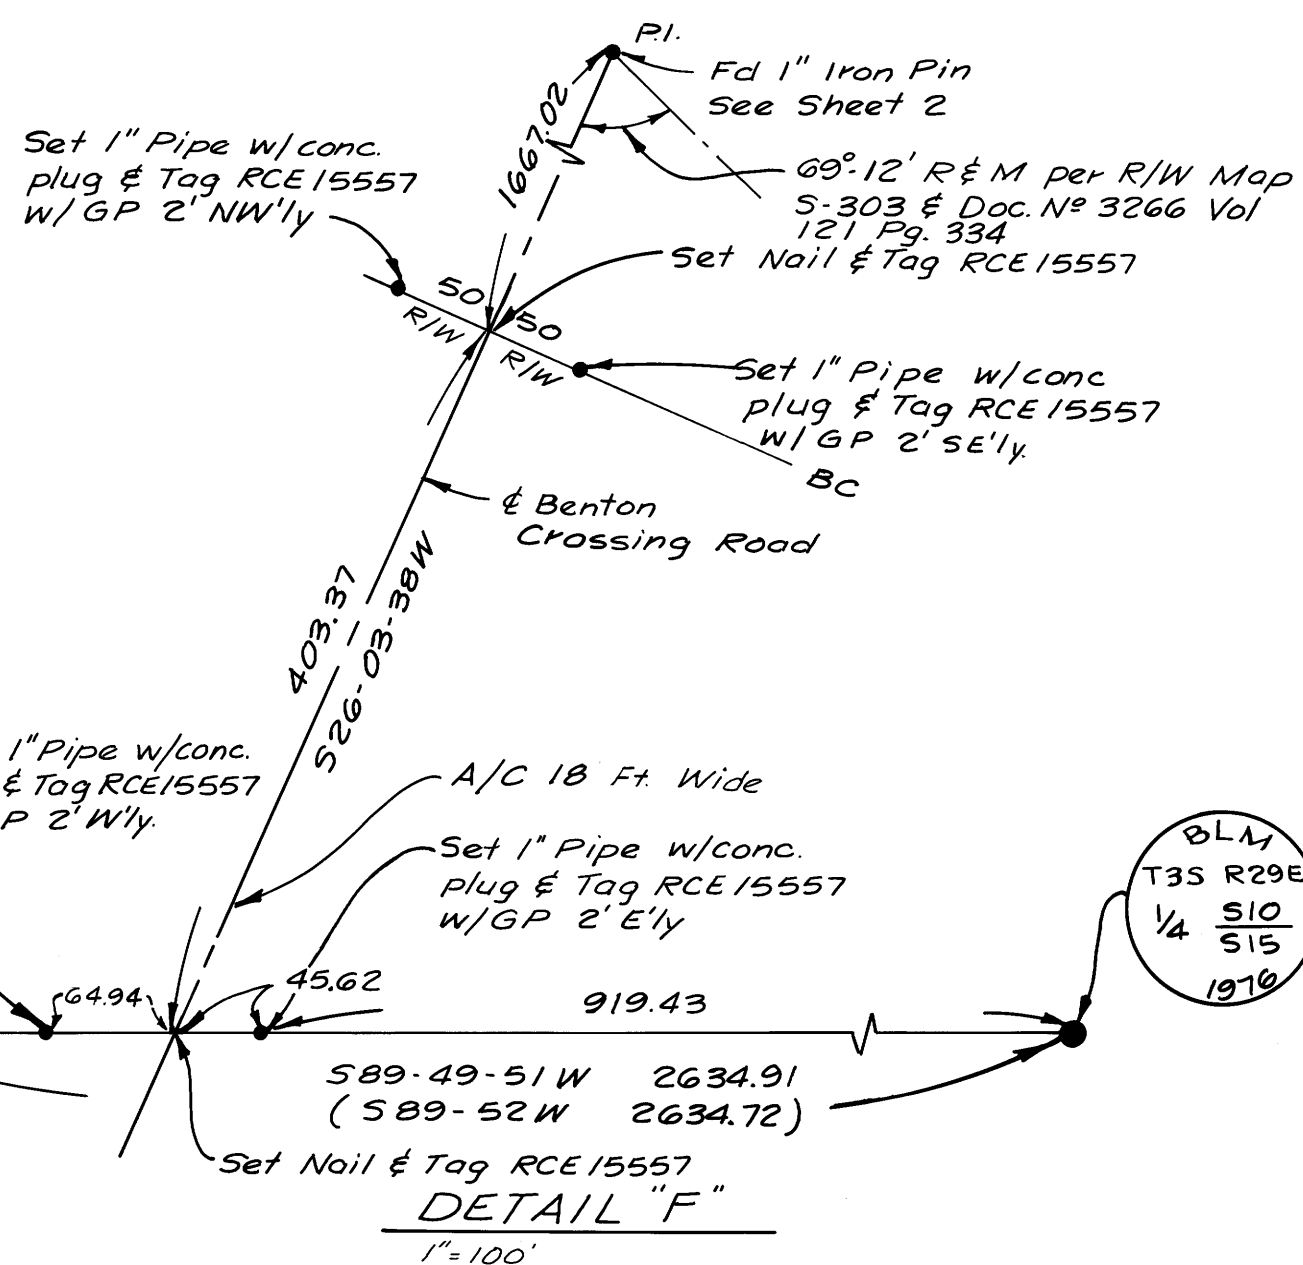 P.I.
Fd 1" Iron Pin
See Sheet 2
1667.02
Set 1" Pipe w/conc.
plug & Tag RCE 15557
w/ GP 2' NW'ly
69°-12' R & M per R/W Map
S-303 & Doc. Nº 3266 Vol
121 Pg. 334
Set Nail & Tag RCE 15557
50
50
R/W
R/W
Set 1" Pipe w/conc
plug & Tag RCE 15557
w/ GP 2' SE'ly.
BC
℄ Benton
Crossing Road
403.37
S26-03-38W
1" Pipe w/conc.
& Tag RCE 15557
P 2' W'ly.
A/C 18 Ft. Wide
Set 1" Pipe w/conc.
plug & Tag RCE 15557
w/GP 2' E'ly
BLM
T3S R29E
1/4 S10
S15
1976
64.94
45.62
919.43
S89-49-51W 2634.91
(S89-52W 2634.72)
Set Nail & Tag RCE 15557
DETAIL "F"
1"=100'